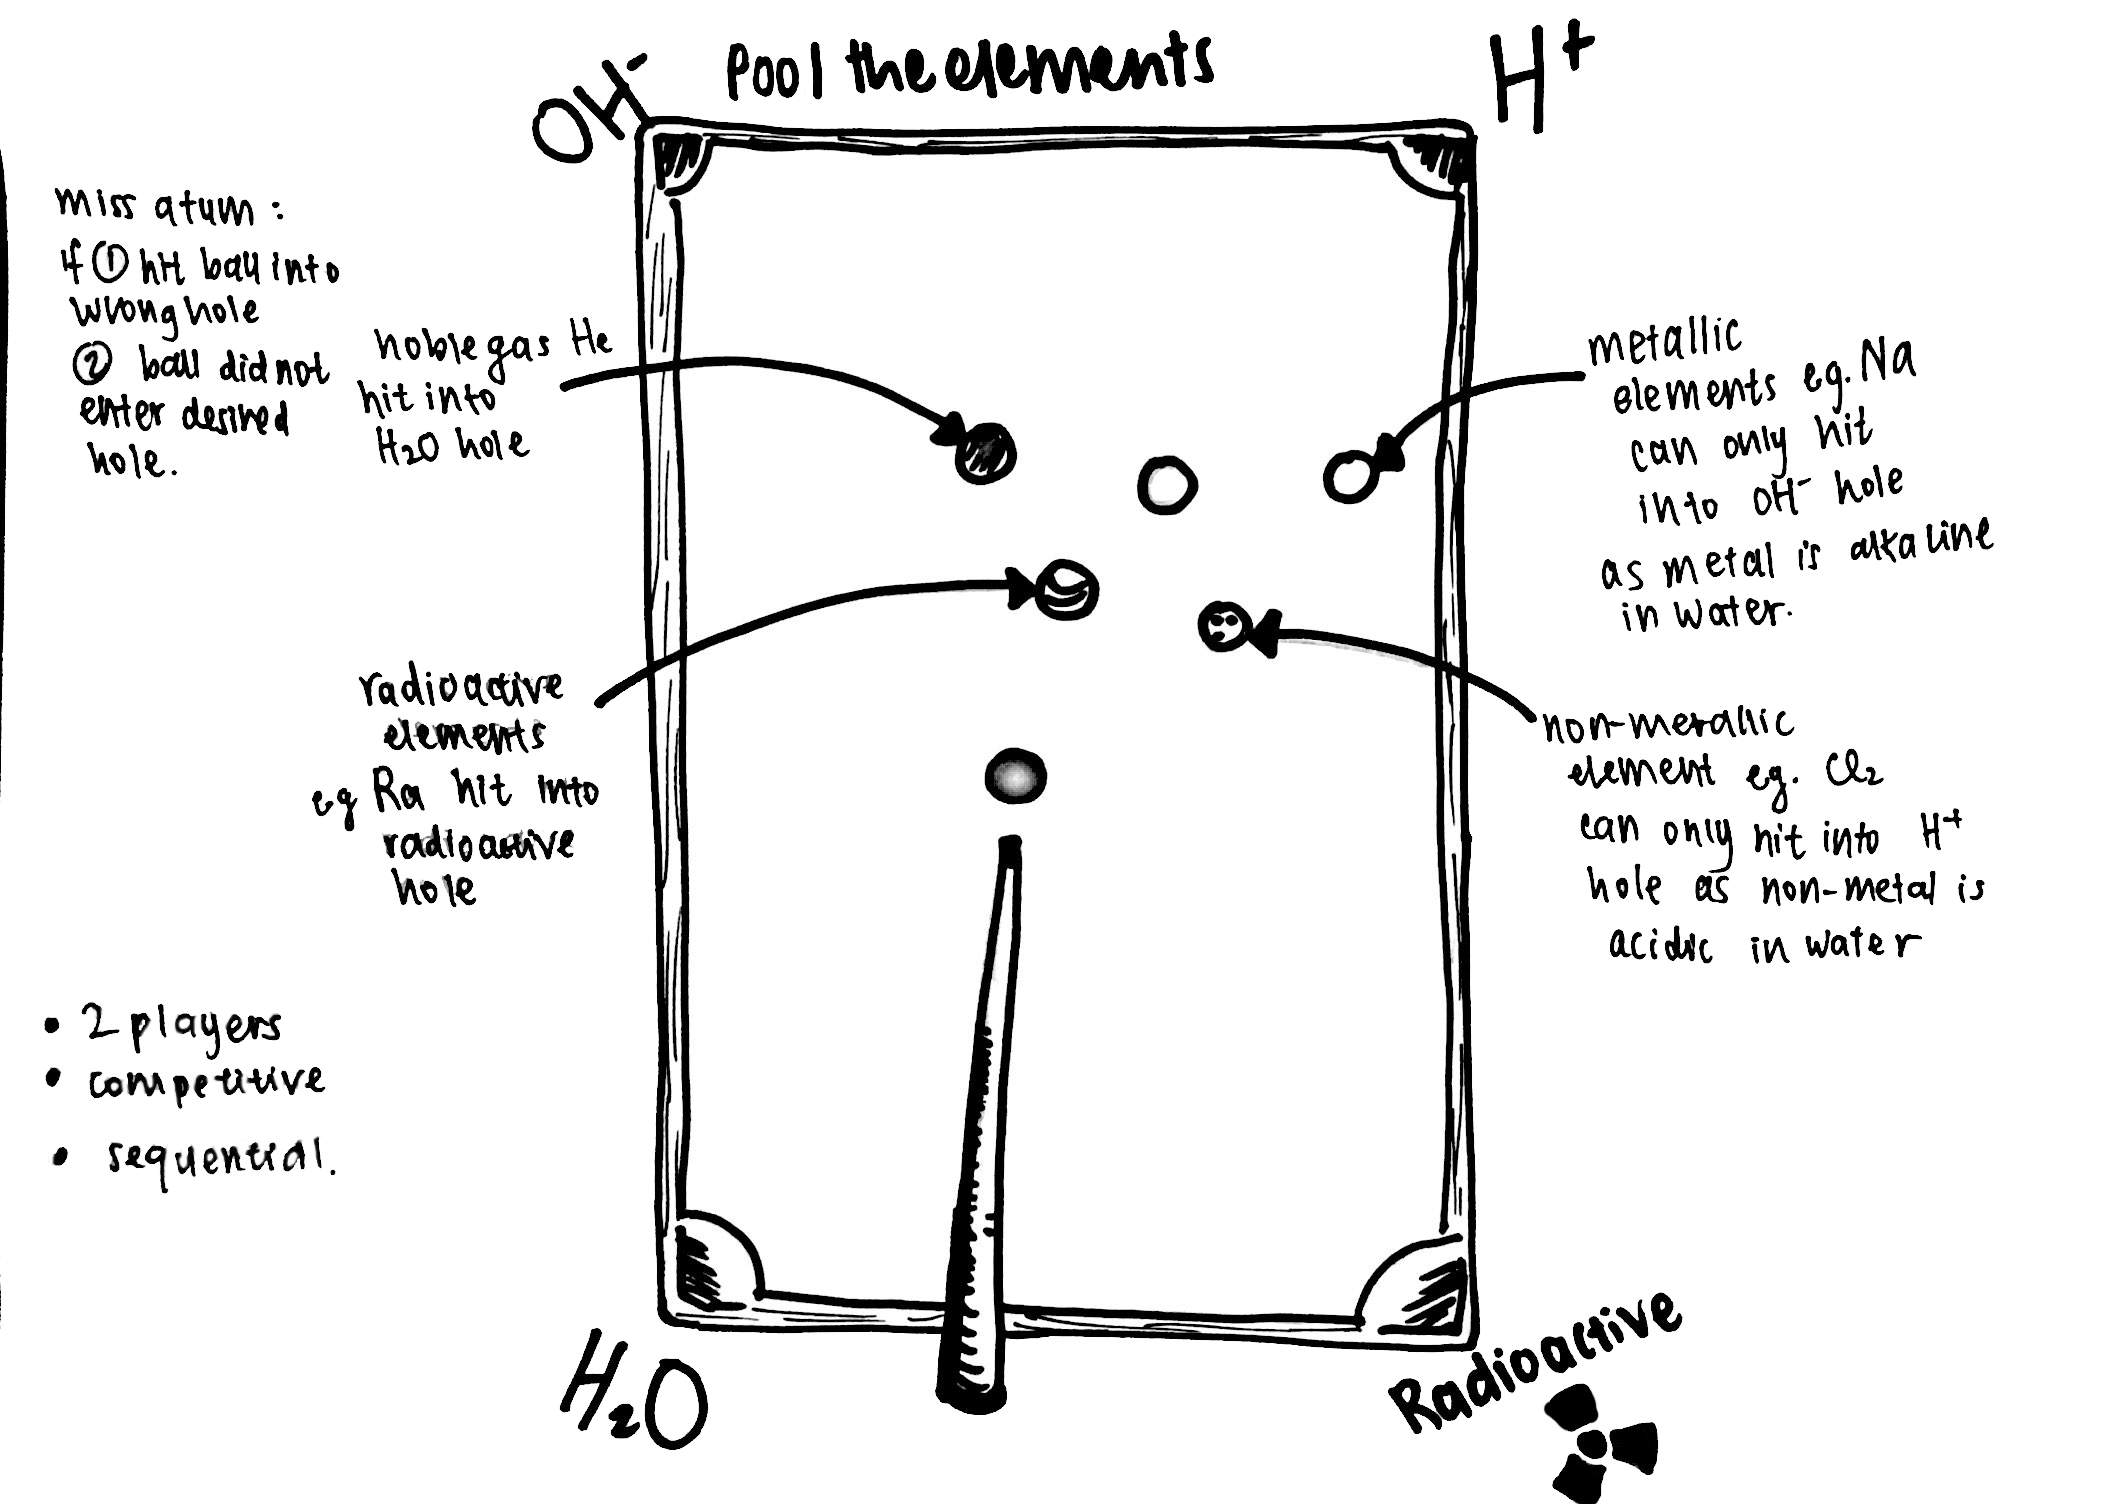 Pool the elements
OH⁻
H⁺
miss atum :
if ① hit ball into
wrong hole
② ball did not
enter desired
hole.
noble gas He
hit into
H₂O hole
metallic
elements eg. Na
can only hit
into OH⁻ hole
as metal is alkaline
in water.
radioactive
elements
eg Ra hit into
radioactive
hole
non-metallic
element eg. Cl₂
can only hit into H⁺
hole as non-metal is
acidic in water
• 2 players
• competitive
• sequential.
H₂O
Radioactive